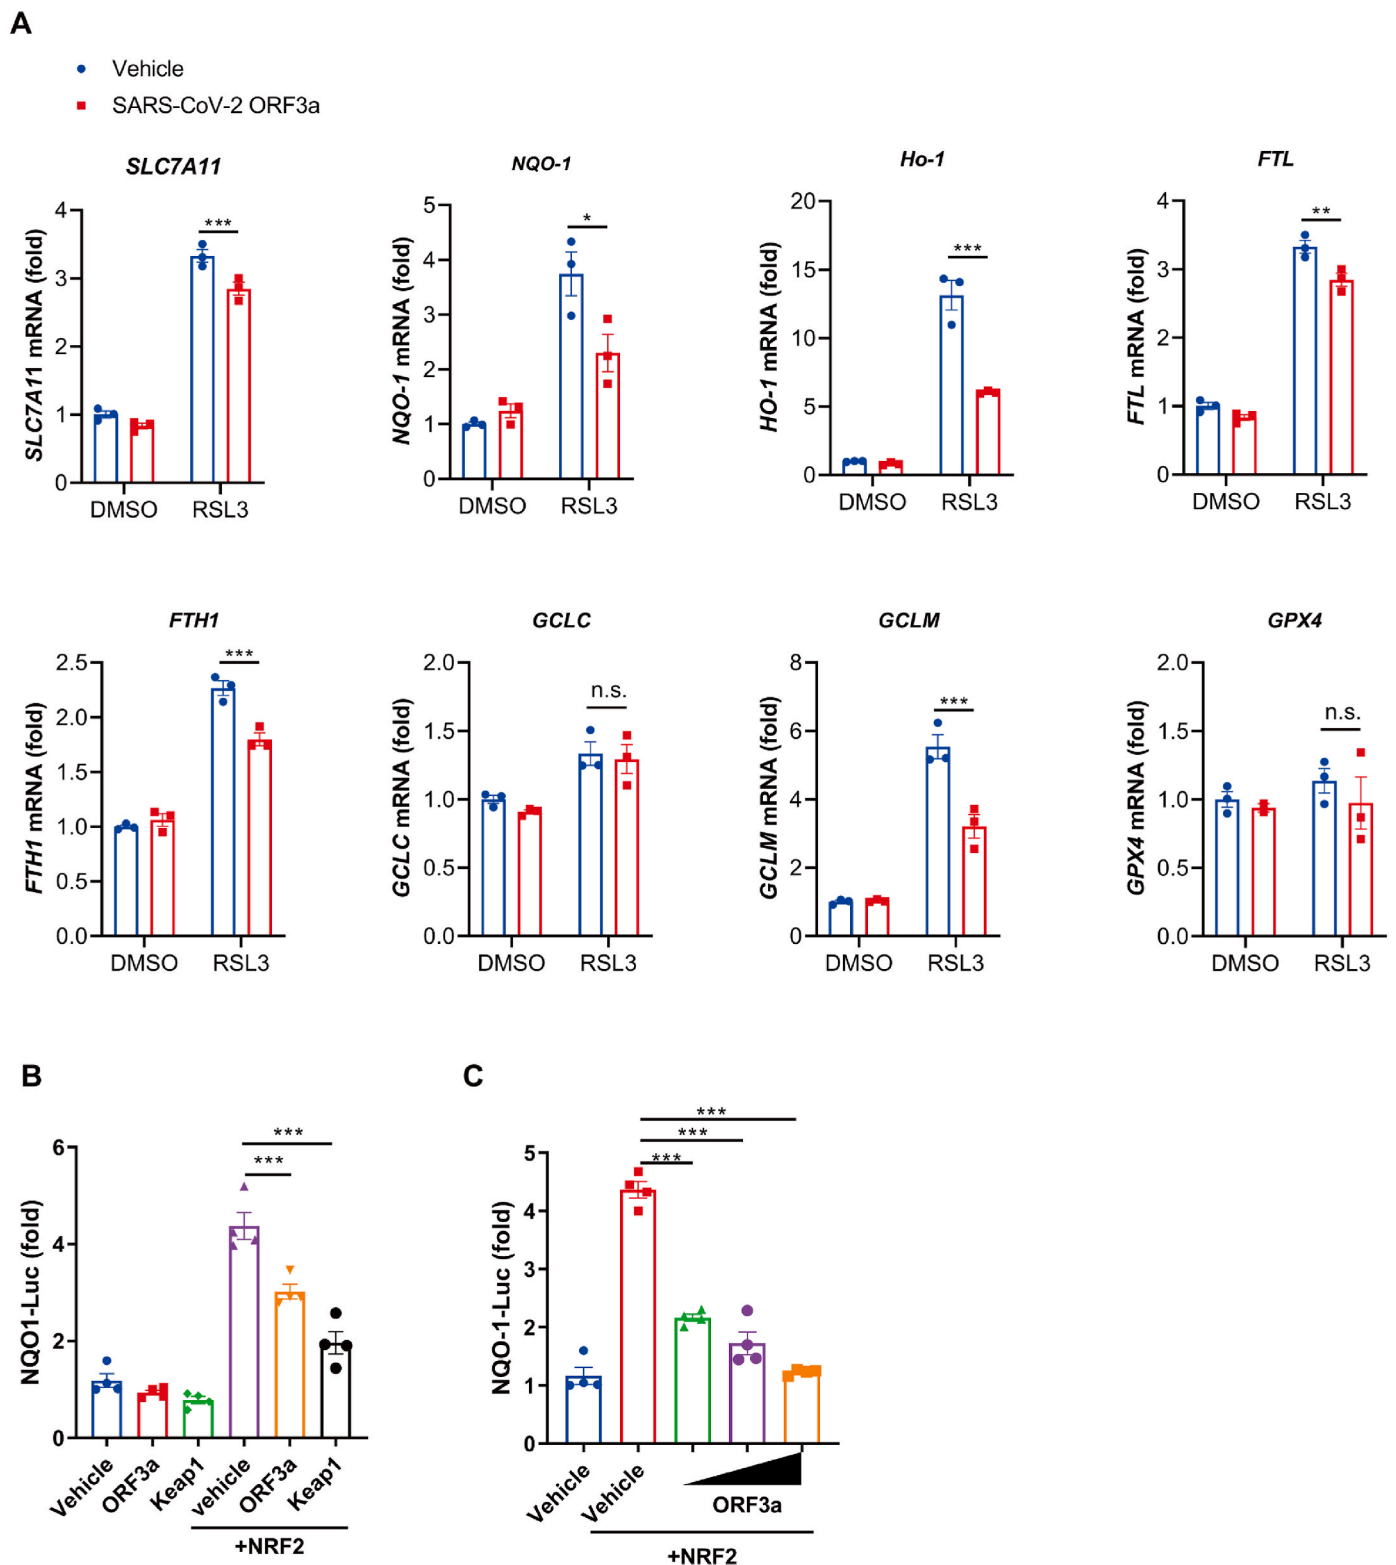 A
Vehicle
SARS-CoV-2 ORF3a
SLC7A11
SLC7A11 mRNA (fold)
4
3
2
1
0
***
DMSO
RSL3
NQO-1
NQO-1 mRNA (fold)
5
4
3
2
1
0
*
DMSO
RSL3
Ho-1
HO-1 mRNA (fold)
20
15
10
5
0
***
DMSO
RSL3
FTL
FTL mRNA (fold)
4
3
2
1
0
**
DMSO
RSL3
FTH1
FTH1 mRNA (fold)
2.5
2.0
1.5
1.0
0.5
0.0
***
DMSO
RSL3
GCLC
GCLC mRNA (fold)
2.0
1.5
1.0
0.5
0.0
n.s.
DMSO
RSL3
GCLM
GCLM mRNA (fold)
8
6
4
2
0
***
DMSO
RSL3
GPX4
GPX4 mRNA (fold)
2.0
1.5
1.0
0.5
0.0
n.s.
DMSO
RSL3
B
NQO1-Luc (fold)
6
4
2
0
***
***
Vehicle
ORF3a
Keap1
vehicle
ORF3a
Keap1
+NRF2
C
NQO-1-Luc (fold)
5
4
3
2
1
0
***
***
***
Vehicle
Vehicle
ORF3a
+NRF2